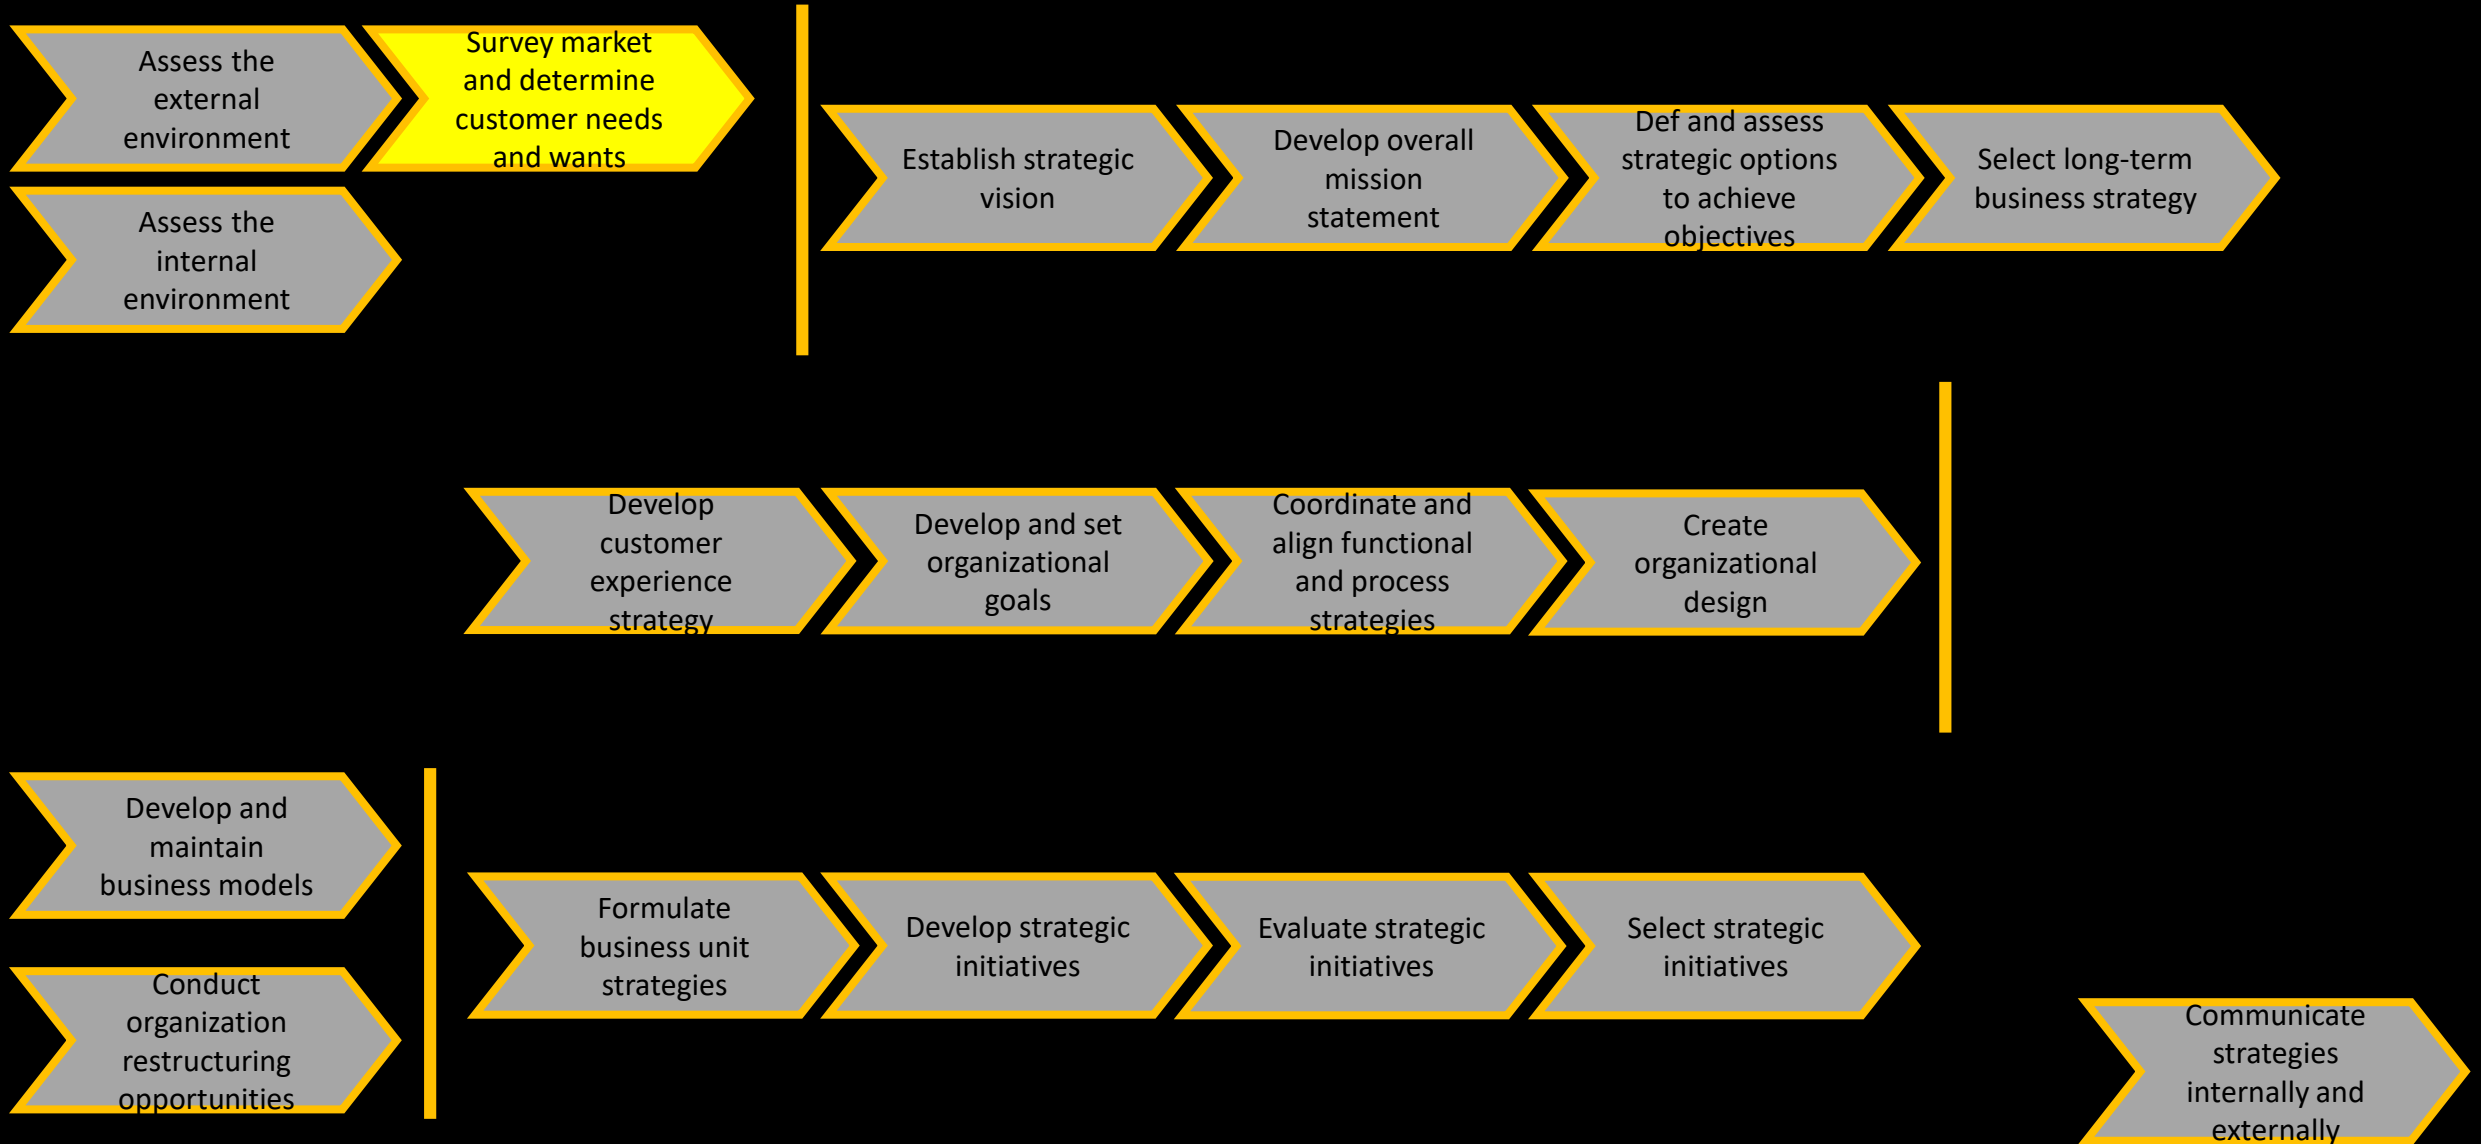 Assess the
external
environment
Survey market
and determine
customer needs
and wants
Assess the
internal
environment
Establish strategic
vision
Develop overall
mission
statement
Def and assess
strategic options
to achieve
objectives
Select long-term
business strategy
Develop
customer
experience
strategy
Develop and set
organizational
goals
Coordinate and
align functional
and process
strategies
Create
organizational
design
Develop and
maintain
business models
Conduct
organization
restructuring
opportunities
Formulate
business unit
strategies
Develop strategic
initiatives
Evaluate strategic
initiatives
Select strategic
initiatives
Communicate
strategies
internally and
externally